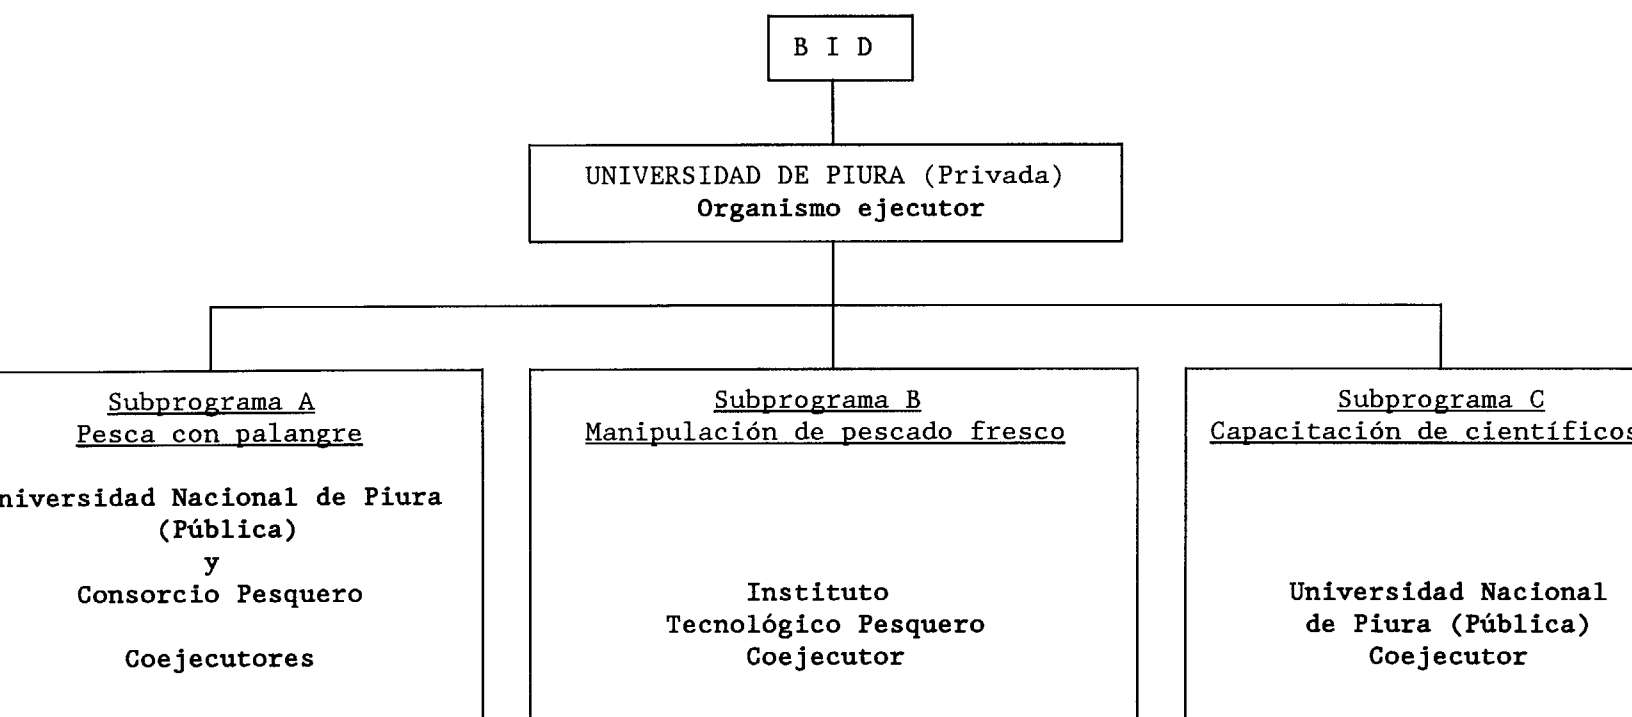 B I D
UNIVERSIDAD DE PIURA (Privada)
Organismo ejecutor
Subprograma A
Pesca con palangre
niversidad Nacional de Piura
(Pública)
y
Consorcio Pesquero
Coejecutores
Subprograma B
Manipulación de pescado fresco
Instituto
Tecnológico Pesquero
Coejecutor
Subprograma C
Capacitación de científicos
Universidad Nacional
de Piura (Pública)
Coejecutor